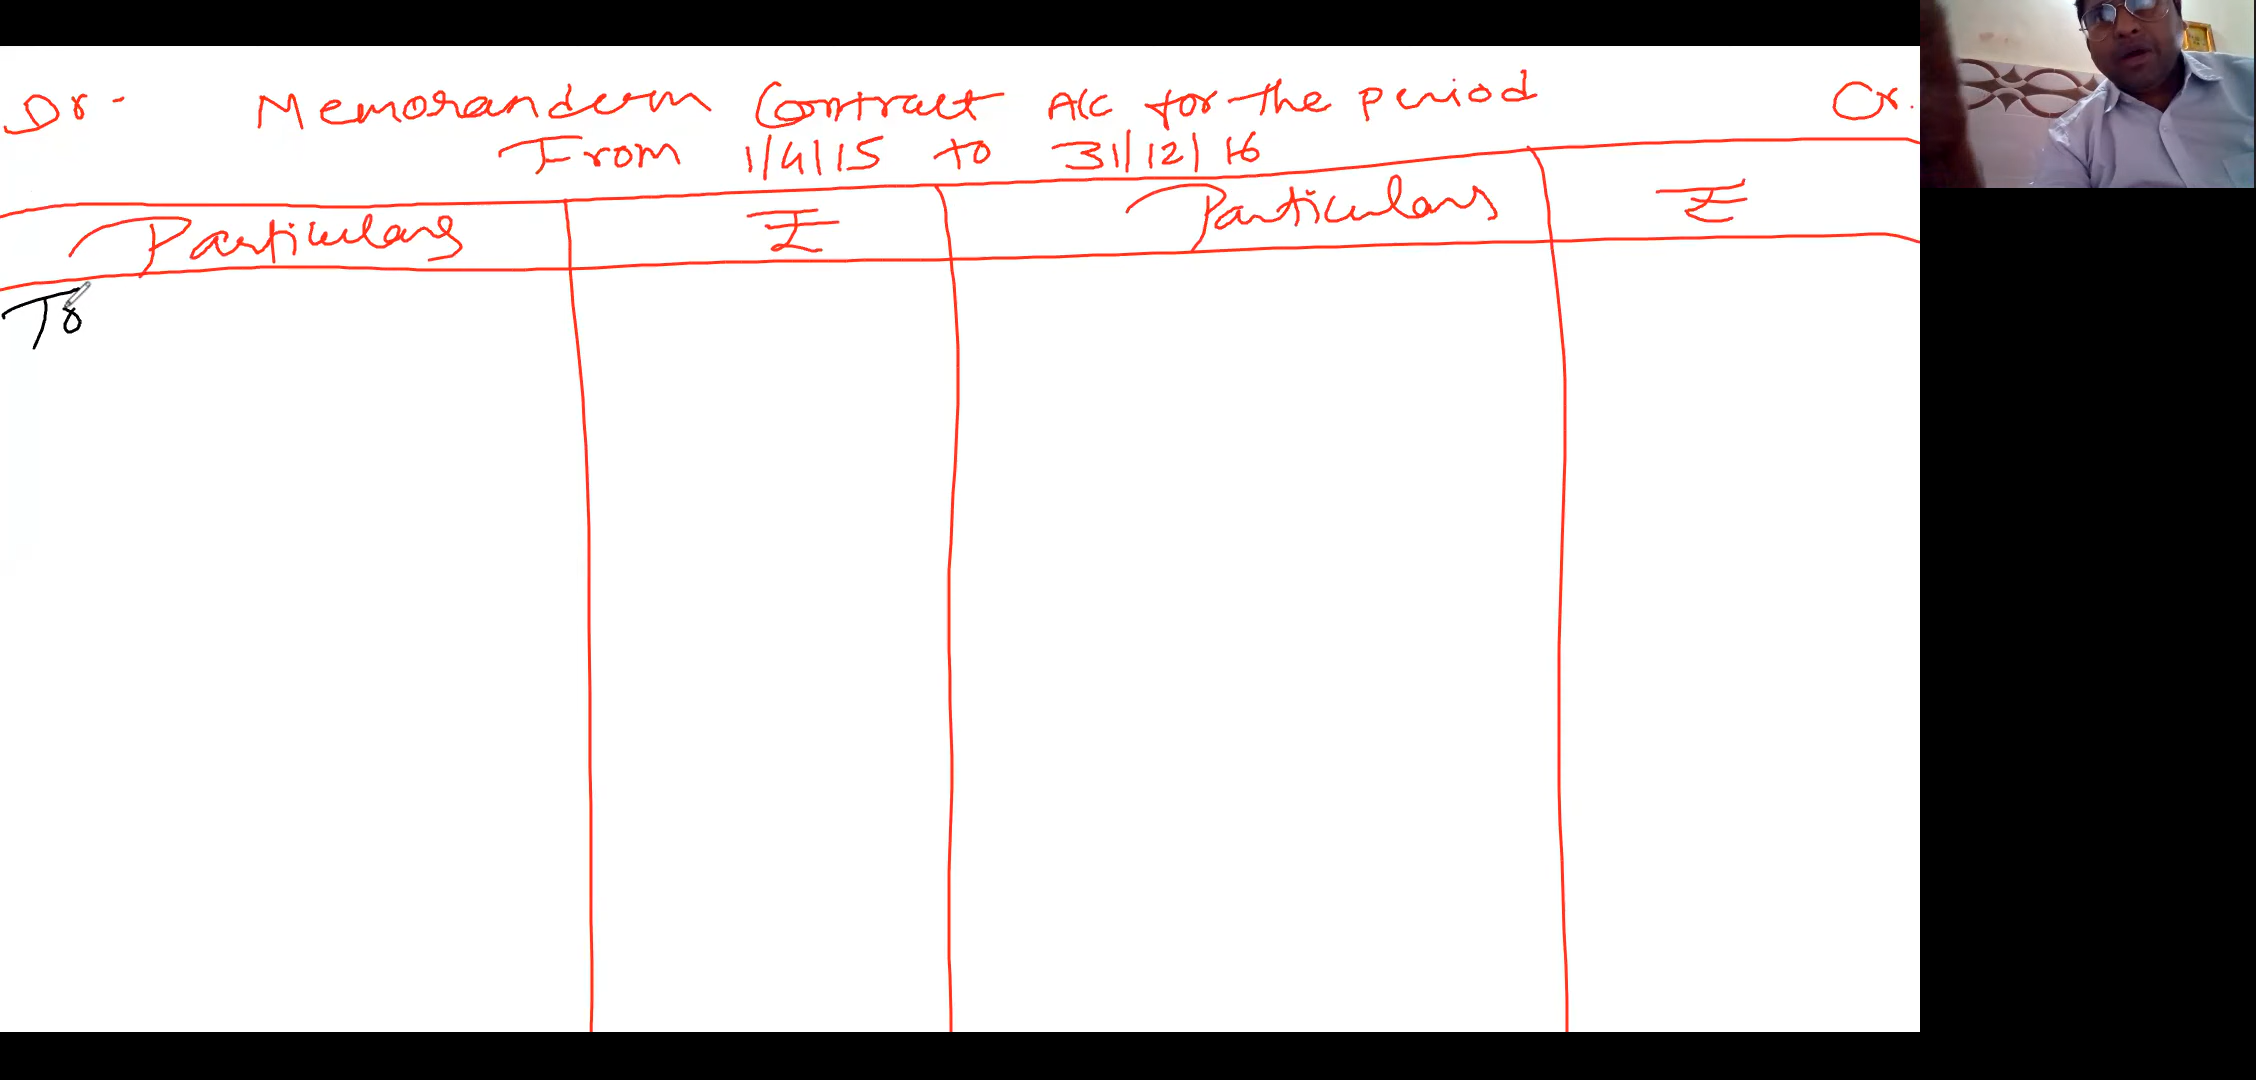 Dr. Memorandum Contract A/c for the period Cr.
From 1/4/15 to 31/12/16
Particulars ₹ Particulars ₹
To